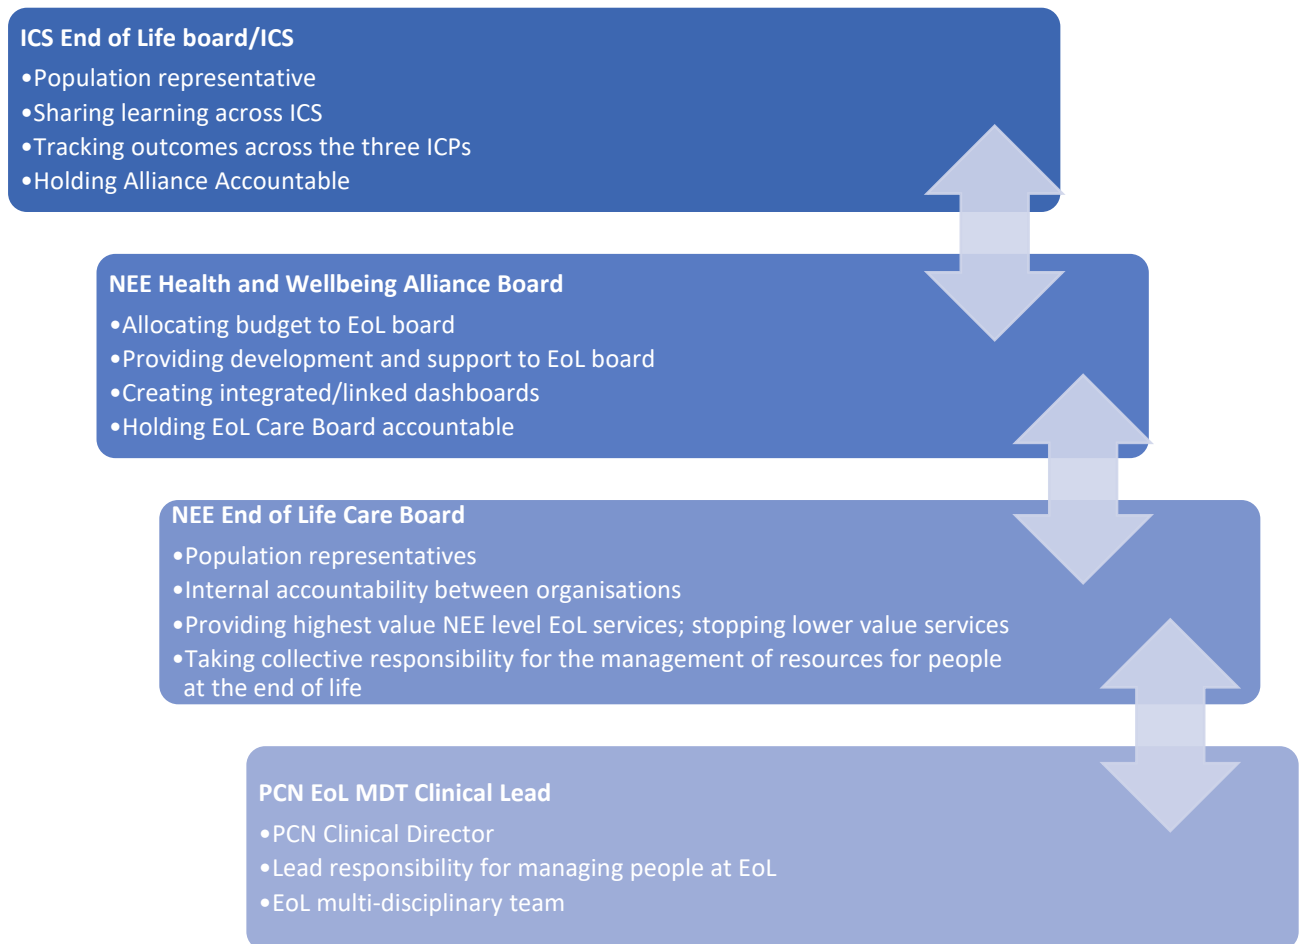 ICS End of Life board/ICS
•Population representative
•Sharing learning across ICS
•Tracking outcomes across the three ICPs
•Holding Alliance Accountable
NEE Health and Wellbeing Alliance Board
•Allocating budget to EoL board
•Providing development and support to EoL board
•Creating integrated/linked dashboards
•Holding EoL Care Board accountable
NEE End of Life Care Board
•Population representatives
•Internal accountability between organisations
•Providing highest value NEE level EoL services; stopping lower value services
•Taking collective responsibility for the management of resources for people
at the end of life
PCN EoL MDT Clinical Lead
•PCN Clinical Director
•Lead responsibility for managing people at EoL
•EoL multi-disciplinary team